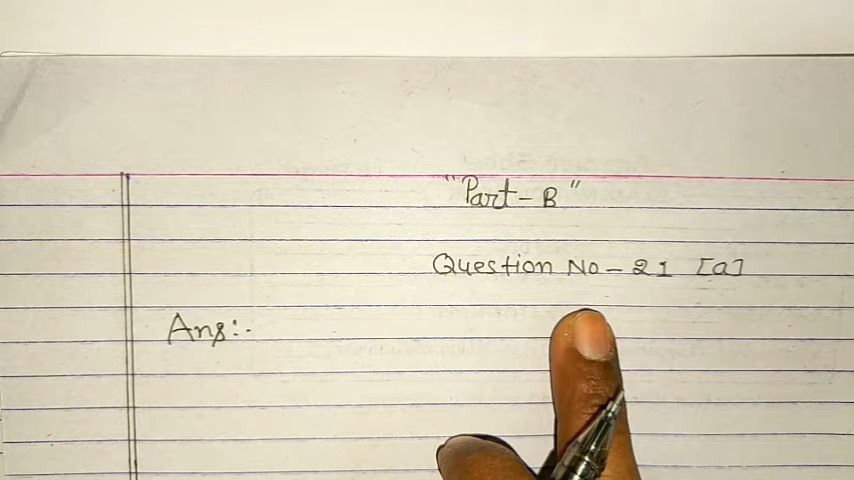 "Part - B"
Question No - 21 [a]
Ans:-